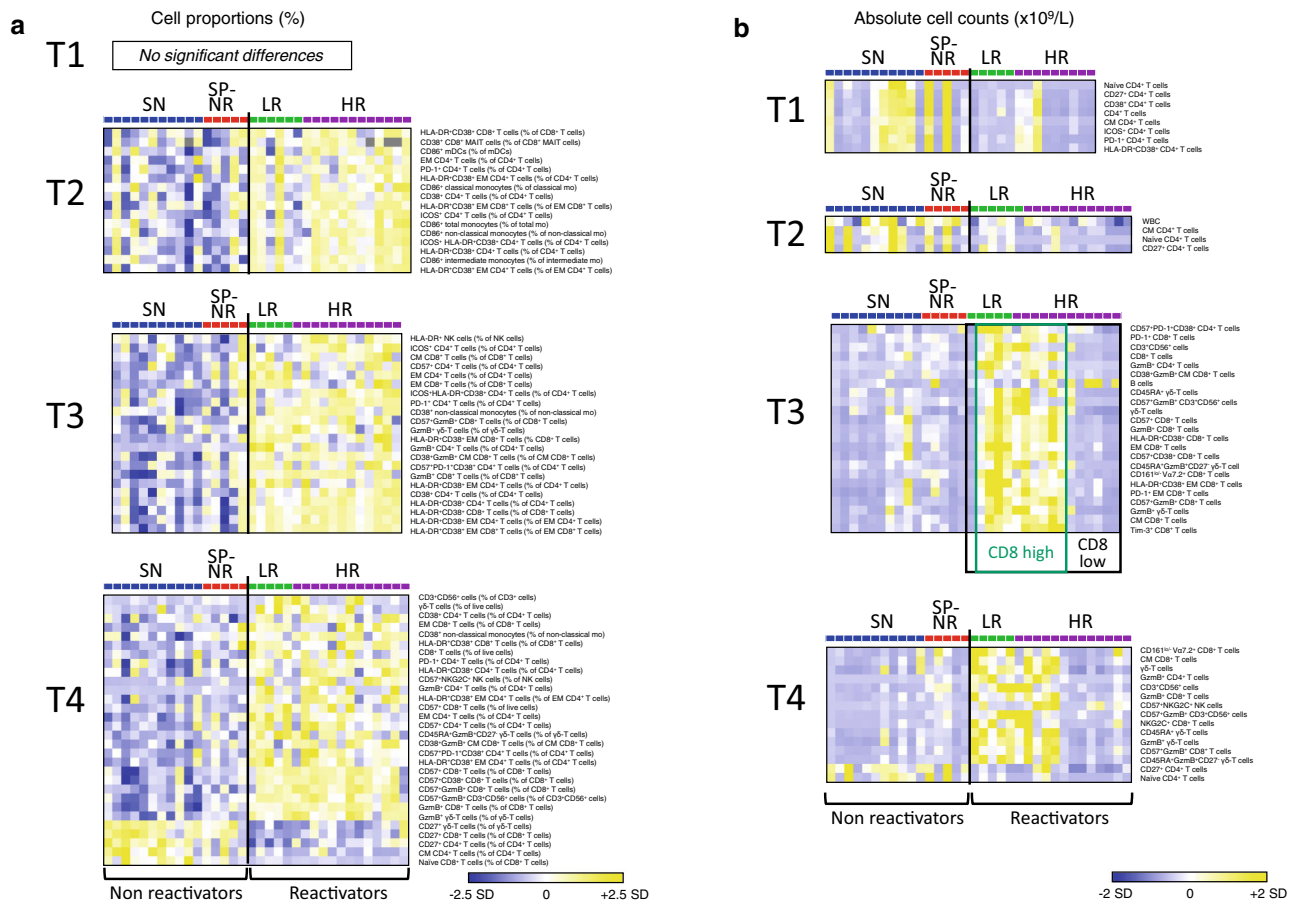 a
Cell proportions (%)
T1
No significant differences
SN
SP-
NR
LR
HR
T2
HLA-DR⁺CD38⁺ CD8⁺ T cells (% of CD8⁺ T cells)
CD38⁺ CD8⁺ MAIT cells (% of CD8⁺ MAIT cells)
CD86⁺ mDCs (% of mDCs)
EM CD4⁺ T cells (% of CD4⁺ T cells)
PD-1⁺ CD4⁺ T cells (% of CD4⁺ T cells)
HLA-DR⁺CD38⁺ EM CD4⁺ T cells (% of CD4⁺ T cells)
CD86⁺ classical monocytes (% of classical mo)
CD38⁺ CD4⁺ T cells (% of CD4⁺ T cells)
HLA-DR⁺CD38⁺ EM CD8⁺ T cells (% of EM CD8⁺ T cells)
ICOS⁺ CD4⁺ T cells (% of CD4⁺ T cells)
CD86⁺ total monocytes (% of total mo)
CD86⁺ non-classical monocytes (% of non-classical mo)
ICOS⁺ HLA-DR⁺CD38⁺ CD4⁺ T cells (% of CD4⁺ T cells)
HLA-DR⁺CD38⁺ CD4⁺ T cells (% of CD4⁺ T cells)
CD86⁺ intermediate monocytes (% of intermediate mo)
HLA-DR⁺CD38⁺ EM CD4⁺ T cells (% of EM CD4⁺ T cells)
SN
SP-
NR
LR
HR
T3
HLA-DR⁺ NK cells (% of NK cells)
ICOS⁺ CD4⁺ T cells (% of CD4⁺ T cells)
CM CD8⁺ T cells (% of CD8⁺ T cells)
CD57⁺ CD4⁺ T cells (% of CD4⁺ T cells)
EM CD4⁺ T cells (% of CD4⁺ T cells)
EM CD8⁺ T cells (% of CD8⁺ T cells)
ICOS⁺HLA-DR⁺CD38⁺ CD4⁺ T cells (% of CD4⁺ T cells)
PD-1⁺ CD4⁺ T cells (% of CD4⁺ T cells)
CD38⁺ non-classical monocytes (% of non-classical mo)
CD57⁺GzmB⁺ CD8⁺ T cells (% of CD8⁺ T cells)
GzmB⁺ γδ-T cells (% of γδ-T cells)
HLA-DR⁺CD38⁺ EM CD8⁺ T cells (% CD8⁺ T cells)
GzmB⁺ CD4⁺ T cells (% of CD4⁺ T cells)
CD38⁺GzmB⁺ CM CD8⁺ T cells (% of CM CD8⁺ T cells)
CD57⁺PD-1⁺CD38⁺ CD4⁺ T cells (% of CD4⁺ T cells)
GzmB⁺ CD8⁺ T cells (% of CD8⁺ T cells)
HLA-DR⁺CD38⁺ EM CD4⁺ T cells (% of CD4⁺ T cells)
CD38⁺ CD4⁺ T cells (% of CD4⁺ T cells)
HLA-DR⁺CD38⁺ CD4⁺ T cells (% of CD4⁺ T cells)
HLA-DR⁺CD38⁺ CD8⁺ T cells (% of CD8⁺ T cells)
HLA-DR⁺CD38⁺ EM CD4⁺ T cells (% of EM CD4⁺ T cells)
HLA-DR⁺CD38⁺ EM CD8⁺ T cells (% of EM CD8⁺ T cells)
SN
SP-
NR
LR
HR
T4
CD3⁺CD56⁺ cells (% of CD3⁺ cells)
γδ-T cells (% of live cells)
CD38⁺ CD4⁺ T cells (% of CD4⁺ T cells)
EM CD8⁺ T cells (% of CD8⁺ T cells)
CD38⁺ non-classical monocytes (% of non-classical mo)
HLA-DR⁺CD38⁺ CD8⁺ T cells (% of CD8⁺ T cells)
CD8⁺ T cells (% of live cells)
PD-1⁺ CD4⁺ T cells (% of CD4⁺ T cells)
HLA-DR⁺CD38⁺ CD4⁺ T cells (% of CD4⁺ T cells)
CD57⁺NKG2C⁺ NK cells (% of NK cells)
GzmB⁺ CD4⁺ T cells (% of CD4⁺ T cells)
HLA-DR⁺CD38⁺ EM CD4⁺ T cells (% of EM CD4⁺ T cells)
CD57⁺ CD8⁺ T cells (% of live cells)
EM CD4⁺ T cells (% of CD4⁺ T cells)
CD57⁺ CD4⁺ T cells (% of CD4⁺ T cells)
CD45RA⁺GzmB⁺CD27⁻ γδ-T cells (% of γδ-T cells)
CD38⁺GzmB⁺ CM CD8⁺ T cells (% of CM CD8⁺ T cells)
CD57⁺PD-1⁺CD38⁺ CD4⁺ T cells (% of CD4⁺ T cells)
HLA-DR⁺CD38⁺ EM CD4⁺ T cells (% of CD4⁺ T cells)
CD57⁺ CD8⁺ T cells (% of CD8⁺ T cells)
CD57⁺CD38⁺ CD8⁺ T cells (% of CD8⁺ T cells)
CD57⁺GzmB⁺ CD8⁺ T cells (% of CD8⁺ T cells)
CD57⁺GzmB⁺CD3⁺CD56⁺ cells (% of CD3⁺CD56⁺ cells)
GzmB⁺ CD8⁺ T cells (% of CD8⁺ T cells)
GzmB⁺ γδ-T cells (% of γδ-T cells)
CD27⁺ γδ-T cells (% of γδ-T cells)
CD27⁺ CD8⁺ T cells (% of CD8⁺ T cells)
CD27⁺ CD4⁺ T cells (% of CD4⁺ T cells)
CM CD4⁺ T cells (% of CD4⁺ T cells)
Naïve CD8⁺ T cells (% of CD8⁺ T cells)
Non reactivators
Reactivators
-2.5 SD
0
+2.5 SD
b
Absolute cell counts (x10⁹/L)
SN
SP-
NR
LR
HR
T1
Naïve CD4⁺ T cells
CD27⁺ CD4⁺ T cells
CD38⁺ CD4⁺ T cells
CD4⁺ T cells
CM CD4⁺ T cells
ICOS⁺ CD4⁺ T cells
PD-1⁺ CD4⁺ T cells
HLA-DR⁺CD38⁺ CD4⁺ T cells
SN
SP-
NR
LR
HR
T2
WBC
CM CD4⁺ T cells
Naïve CD4⁺ T cells
CD27⁺ CD4⁺ T cells
SN
SP-
NR
LR
HR
T3
CD57⁺PD-1⁺CD38⁺ CD4⁺ T cells
PD-1⁺ CD8⁺ T cells
CD3⁺CD56⁺ cells
CD8⁺ T cells
GzmB⁺ CD4⁺ T cells
CD38⁺GzmB⁺CM CD8⁺ T cells
B cells
CD45RA⁺ γδ-T cells
CD57⁺GzmB⁺ CD3⁺CD56⁺ cells
γδ-T cells
CD57⁺ CD8⁺ T cells
GzmB⁺ CD8⁺ T cells
HLA-DR⁺CD38⁺ CD8⁺ T cells
EM CD8⁺ T cells
CD57⁺CD38⁺ CD8⁺ T cells
CD45RA⁺GzmB⁺CD27⁻ γδ-T cell
CD161ˡᵒ/⁻Vα7.2⁺ CD8⁺ T cells
HLA-DR⁺CD38⁺ EM CD8⁺ T cells
PD-1⁺ EM CD8⁺ T cells
CD57⁺GzmB⁺ CD8⁺ T cells
GzmB⁺ γδ-T cells
CM CD8⁺ T cells
Tim-3⁺ CD8⁺ T cells
CD8 high
CD8
low
SN
SP-
NR
LR
HR
T4
CD161ˡᵒ/⁻Vα7.2⁺ CD8⁺ T cells
CM CD8⁺ T cells
γδ-T cells
GzmB⁺ CD4⁺ T cells
CD3⁺CD56⁺ cells
GzmB⁺ CD8⁺ T cells
CD57⁺NKG2C⁺ NK cells
CD57⁺GzmB⁺ CD3⁺CD56⁺ cells
NKG2C⁺ CD8⁺ T cells
CD45RA⁺ γδ-T cells
GzmB⁺ γδ-T cells
CD57⁺GzmB⁺ CD8⁺ T cells
CD45RA⁺GzmB⁺CD27⁻ γδ-T cells
CD27⁺ CD4⁺ T cells
Naïve CD4⁺ T cells
Non reactivators
Reactivators
-2 SD
0
+2 SD